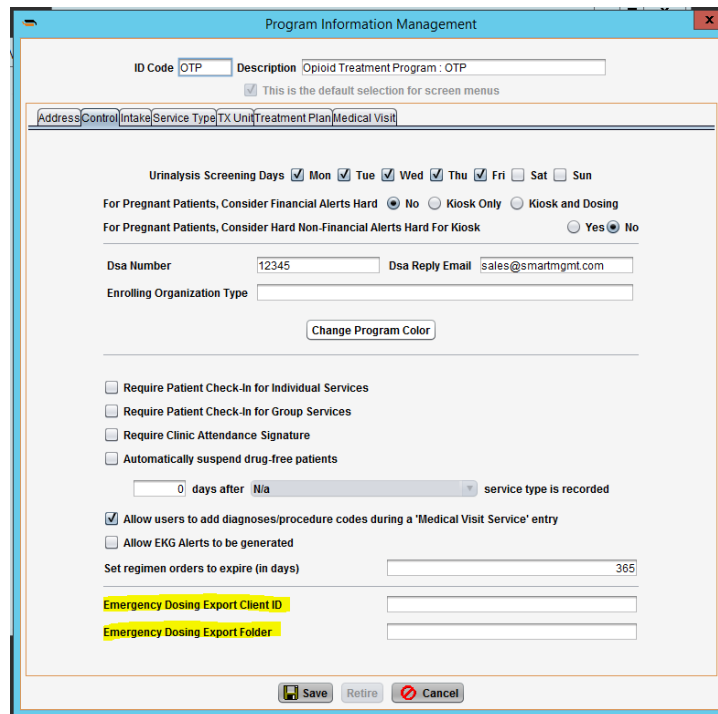 Program Information Management
x
ID Code OTP Description Opioid Treatment Program : OTP
This is the default selection for screen menus
Address Control Intake Service Type TX Unit Treatment Plan Medical Visit
Urinalysis Screening Days Mon Tue Wed Thu Fri Sat Sun
For Pregnant Patients, Consider Financial Alerts Hard No Kiosk Only Kiosk and Dosing
For Pregnant Patients, Consider Hard Non-Financial Alerts Hard For Kiosk Yes No
Dsa Number 12345 Dsa Reply Email sales@smartmgmt.com
Enrolling Organization Type
Change Program Color
Require Patient Check-In for Individual Services
Require Patient Check-In for Group Services
Require Clinic Attendance Signature
Automatically suspend drug-free patients
0 days after N/a service type is recorded
Allow users to add diagnoses/procedure codes during a 'Medical Visit Service' entry
Allow EKG Alerts to be generated
Set regimen orders to expire (in days) 365
Emergency Dosing Export Client ID
Emergency Dosing Export Folder
Save Retire Cancel